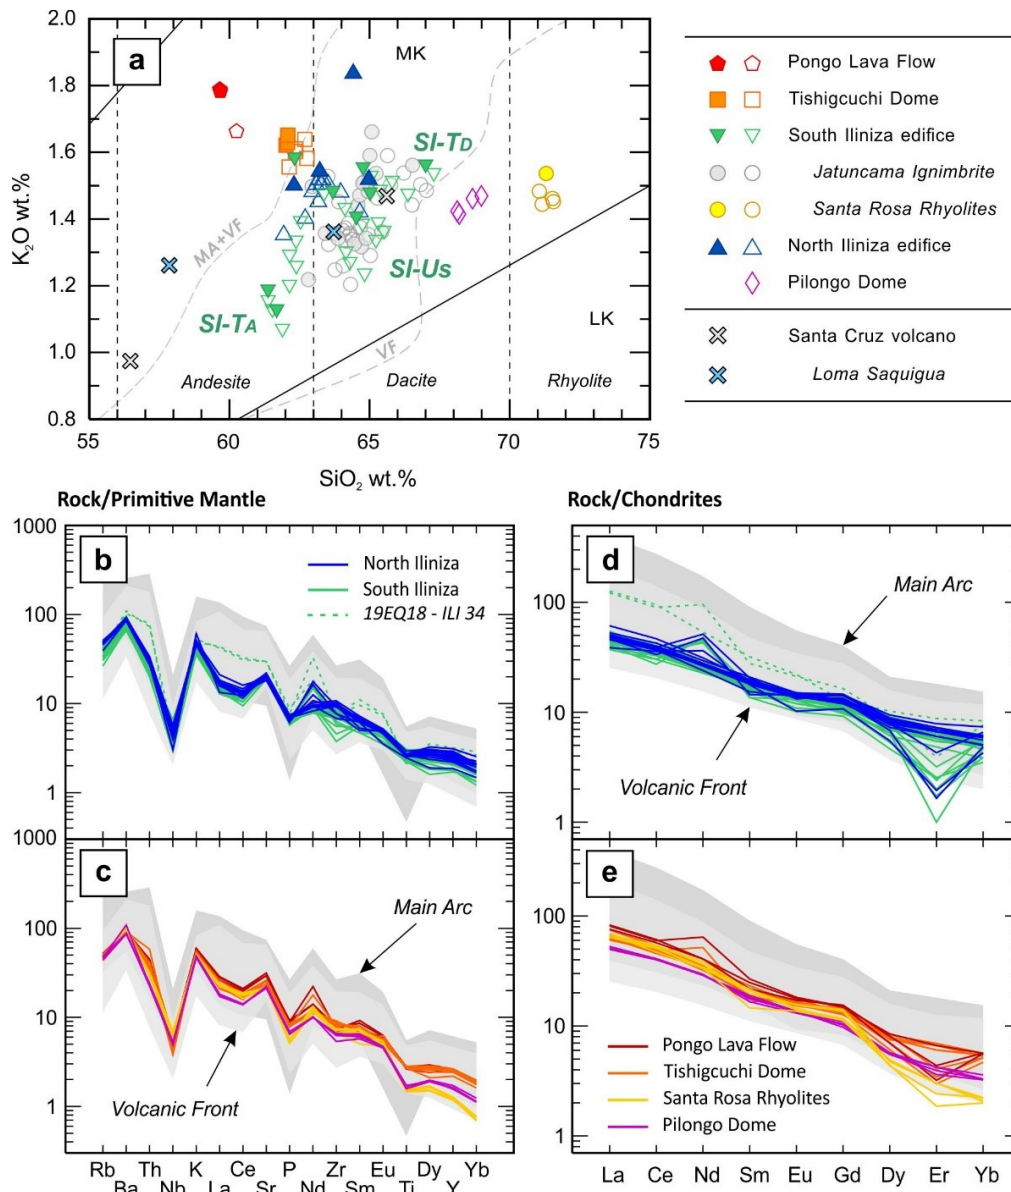 a
MK
LK
MA+VF
VF
SI-TD
SI-Us
SI-TA
Andesite
Dacite
Rhyolite
2.0
1.8
1.6
1.4
1.2
1.0
0.8
K2O wt.%
55
60
65
70
75
SiO2 wt.%
Pongo Lava Flow
Tishigcuchi Dome
South Iliniza edifice
Jatuncama Ignimbrite
Santa Rosa Rhyolites
North Iliniza edifice
Pilongo Dome
Santa Cruz volcano
Loma Saquigua
Rock/Primitive Mantle
b
1000
100
10
1
North Iliniza
South Iliniza
19EQ18 - ILI 34
Rock/Chondrites
d
100
10
1
Main Arc
Volcanic Front
c
1000
100
10
1
Main Arc
Volcanic Front
Rb
Ba
Th
Nb
K
La
Ce
Sr
P
Nd
Zr
Sm
Eu
Ti
Dy
Y
Yb
e
100
10
1
Pongo Lava Flow
Tishigcuchi Dome
Santa Rosa Rhyolites
Pilongo Dome
La
Ce
Nd
Sm
Eu
Gd
Dy
Er
Yb